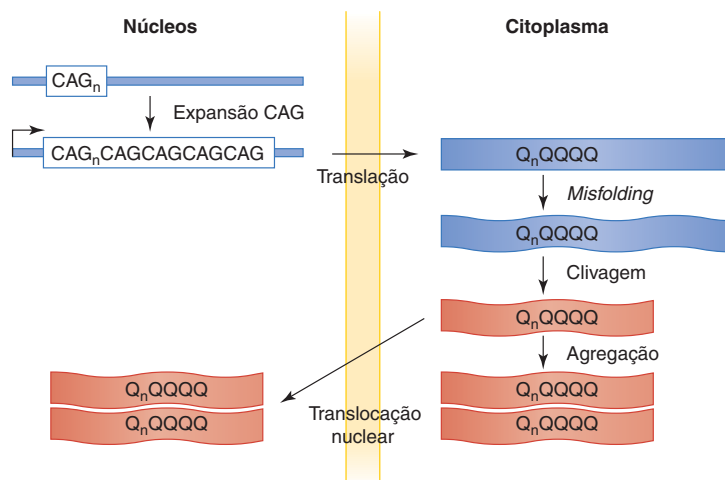 Núcleos
CAGn
Expansão CAG
CAGnCAGCAGCAGCAG
Translação
Citoplasma
QnQQQQ
Misfolding
QnQQQQ
Clivagem
QnQQQQ
Agregação
QnQQQQ
QnQQQQ
Translocação
nuclear
QnQQQQ
QnQQQQ